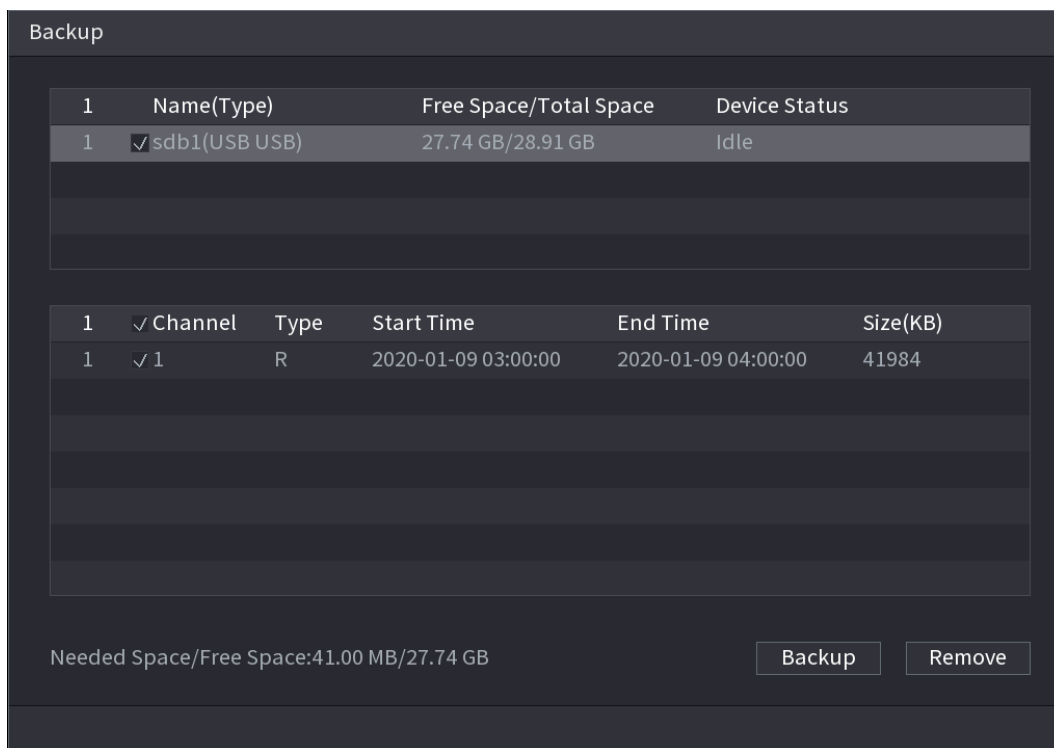 Backup
1 Name(Type) Free Space/Total Space Device Status
1 sdb1(USB USB) 27.74 GB/28.91 GB Idle
1 Channel Type Start Time End Time Size(KB)
1 1 R 2020-01-09 03:00:00 2020-01-09 04:00:00 41984
Needed Space/Free Space:41.00 MB/27.74 GB Backup Remove